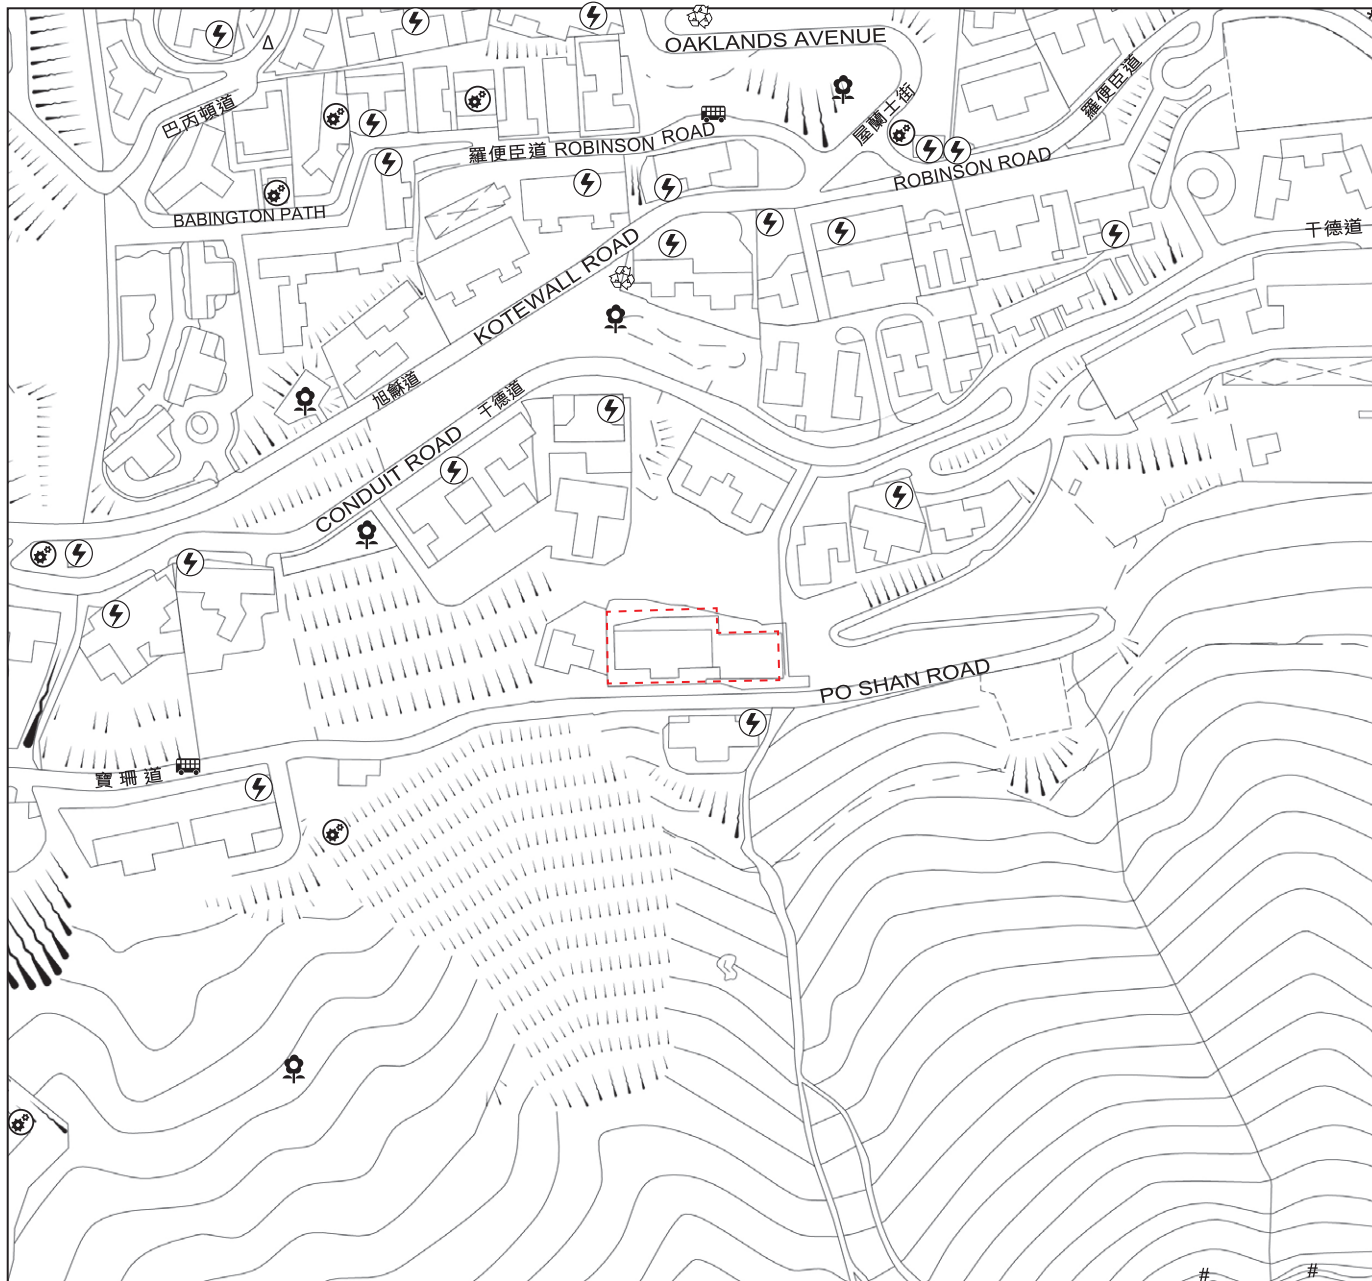 OAKLANDS AVENUE
巴丙頓道
屋蘭士街
羅便臣道
羅便臣道 ROBINSON ROAD
ROBINSON ROAD
BABINGTON PATH
干德道
KOTEWALL ROAD
旭龢道
干德道
CONDUIT ROAD
PO SHAN ROAD
寶珊道
#
#